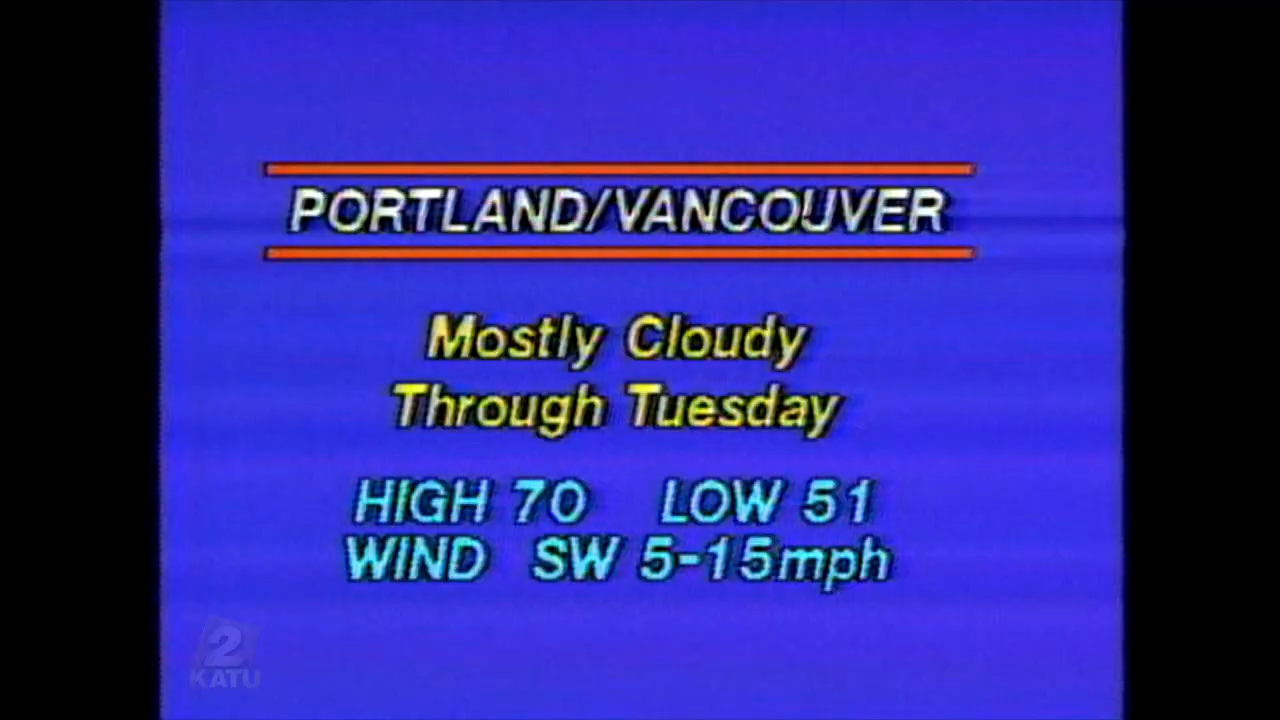 PORTLAND/VANCOUVER
Mostly Cloudy
Through Tuesday
HIGH 70 LOW 51
WIND SW 5-15mph
2
KATU